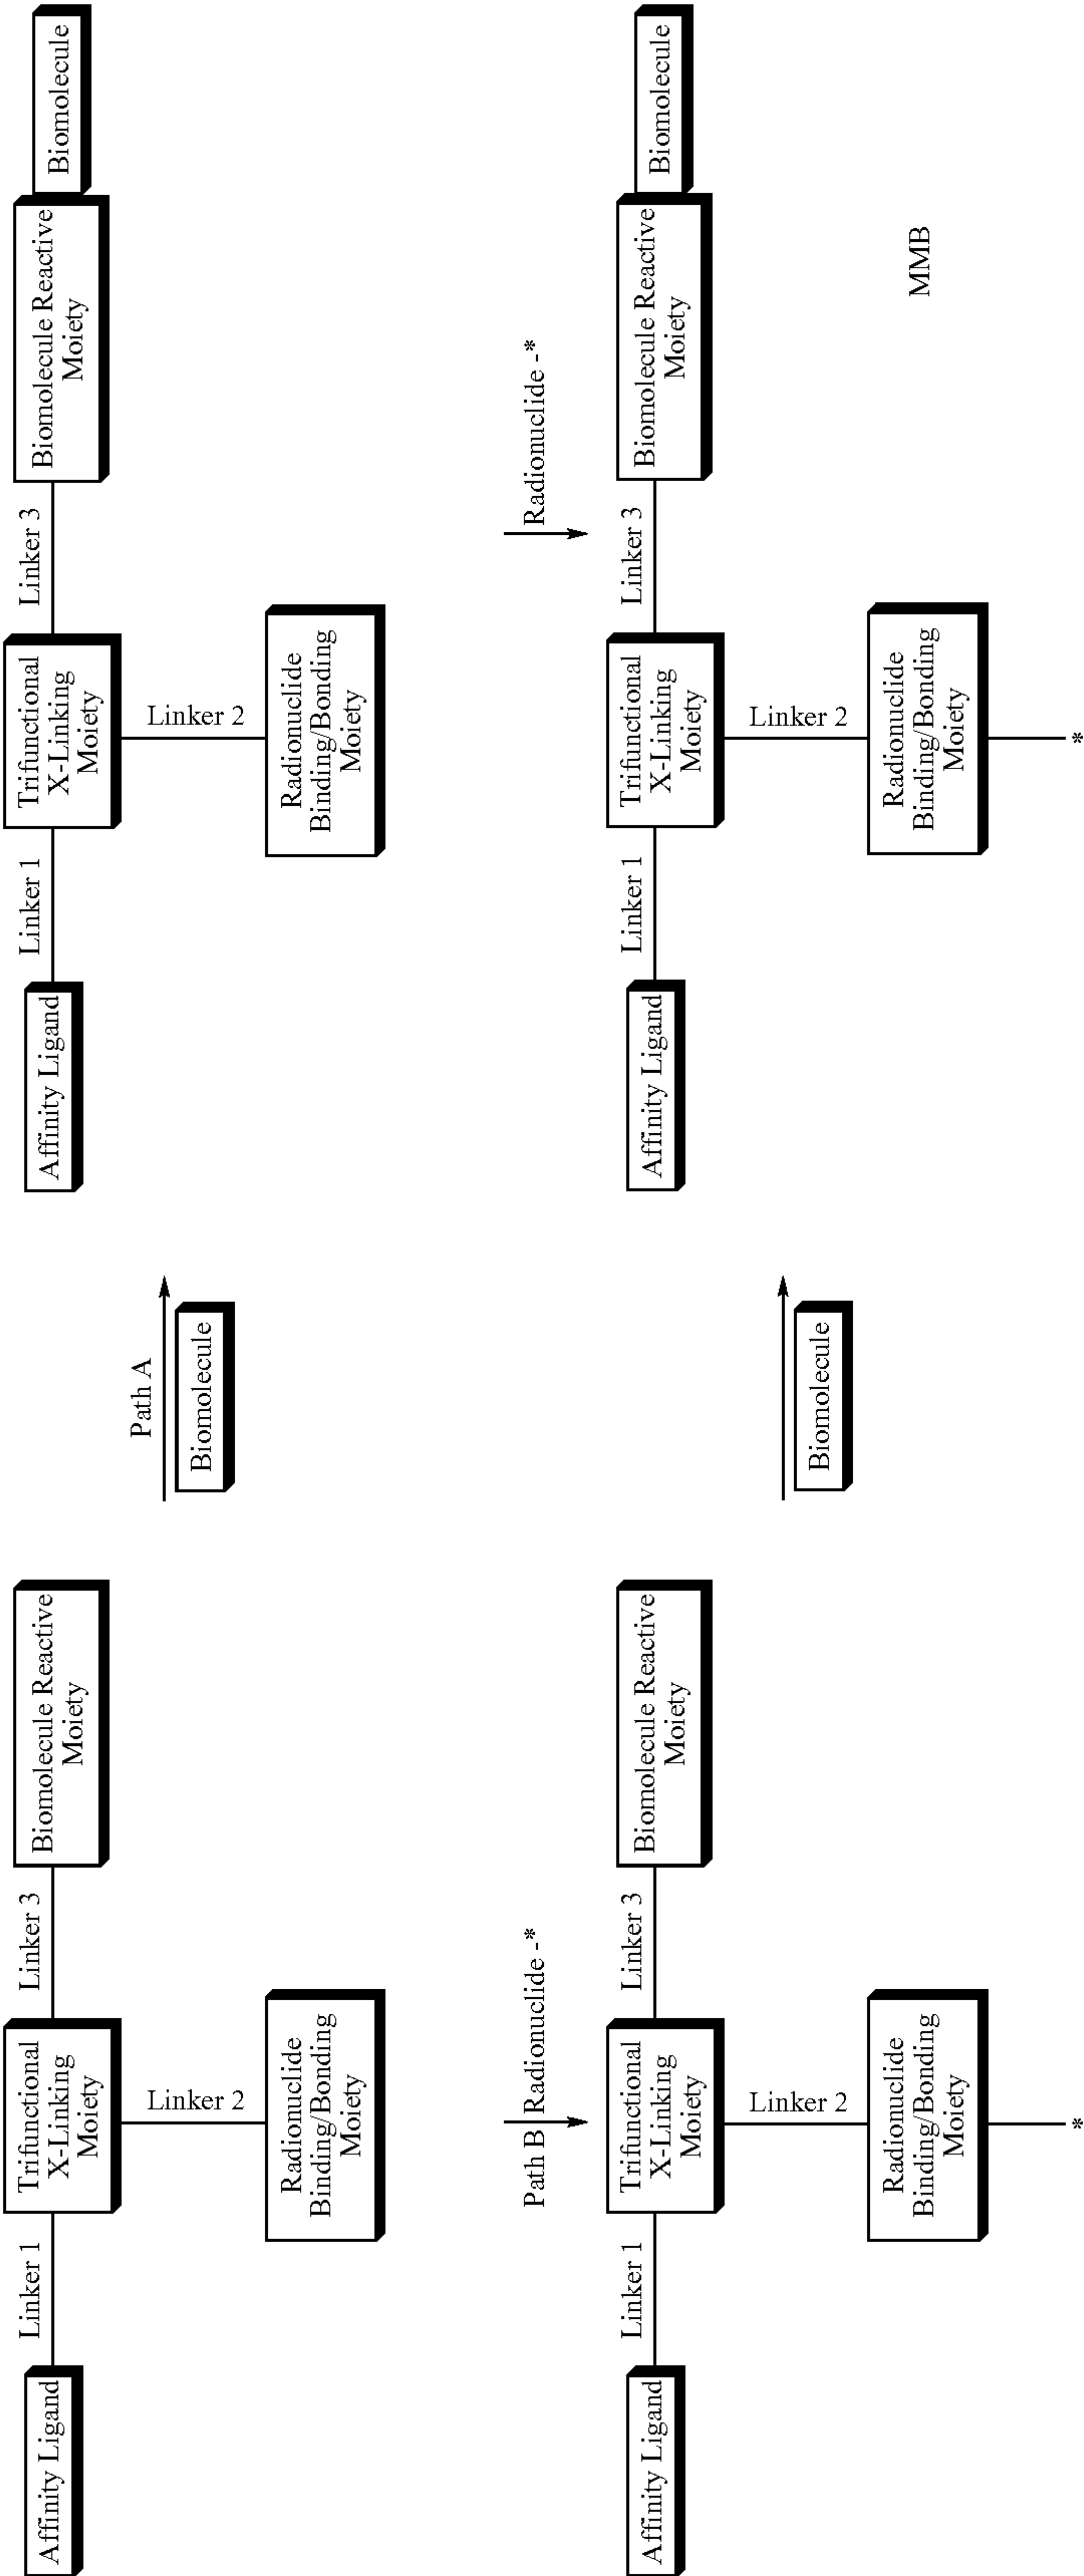 Affinity Ligand
Linker 1
Trifunctional
X-Linking
Moiety
Linker 3
Biomolecule Reactive
Moiety
Linker 2
Radionuclide
Binding/Bonding
Moiety
Path A
Biomolecule
Affinity Ligand
Linker 1
Trifunctional
X-Linking
Moiety
Linker 3
Biomolecule Reactive
Moiety
Biomolecule
Linker 2
Radionuclide
Binding/Bonding
Moiety
Path B Radionuclide -*
Radionuclide -*
Affinity Ligand
Linker 1
Trifunctional
X-Linking
Moiety
Linker 3
Biomolecule Reactive
Moiety
Linker 2
Radionuclide
Binding/Bonding
Moiety
*
Biomolecule
Affinity Ligand
Linker 1
Trifunctional
X-Linking
Moiety
Linker 3
Biomolecule Reactive
Moiety
Biomolecule
Linker 2
Radionuclide
Binding/Bonding
Moiety
*
MMB